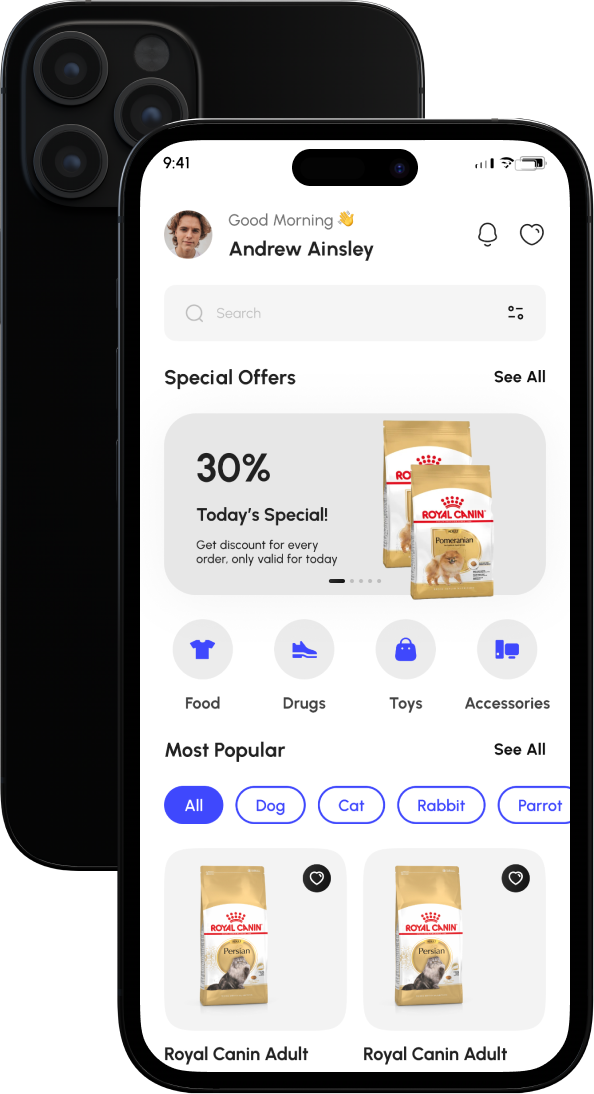 9:41
Good Morning 👋
Andrew Ainsley
Search
Special Offers
See All
30%
Today's Special!
Get discount for every
order, only valid for today
ROYAL CANIN
Pomeranian
Food
Drugs
Toys
Accessories
Most Popular
See All
All
Dog
Cat
Rabbit
Parrot
ROYAL CANIN
Persian
ROYAL CANIN
Persian
Royal Canin Adult
Royal Canin Adult